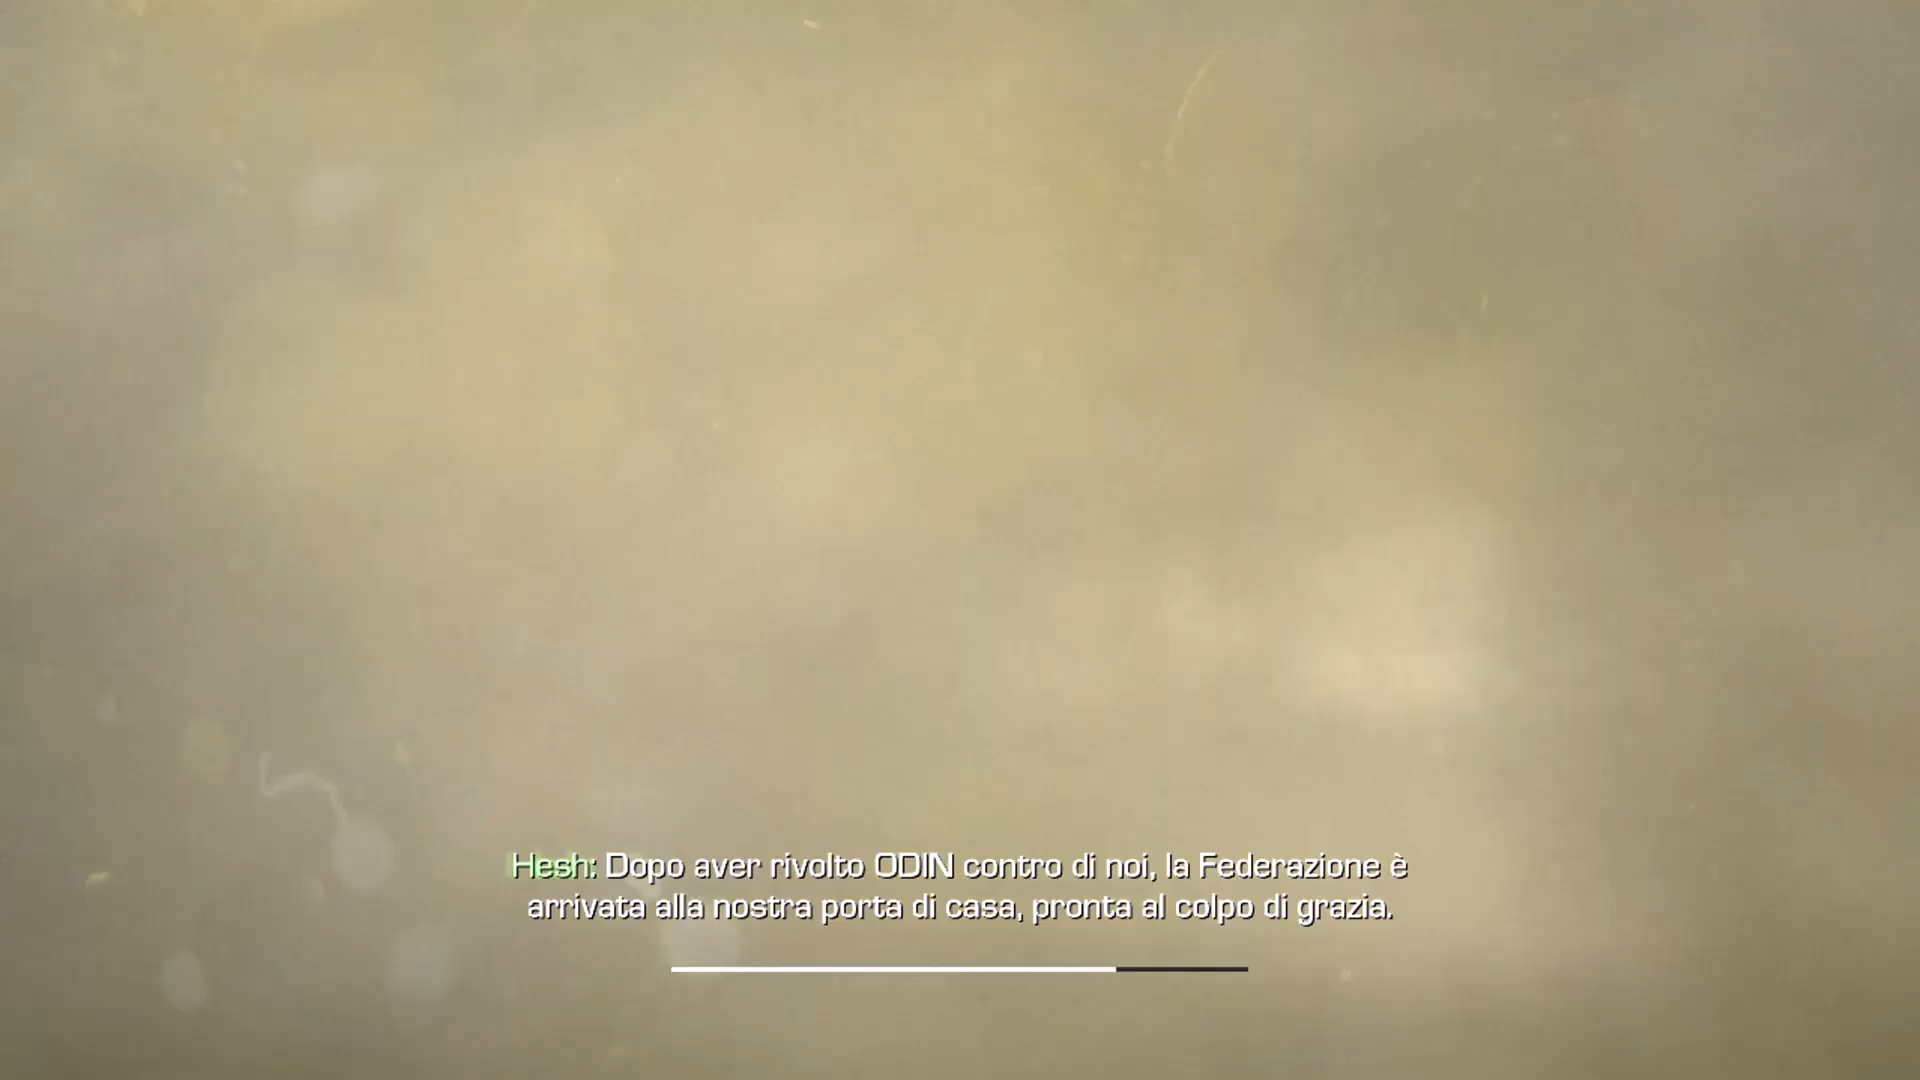 Hesh: Dopo aver rivolto ODIN contro di noi, la Federazione è
arrivata alla nostra porta di casa, pronta al colpo di grazia.